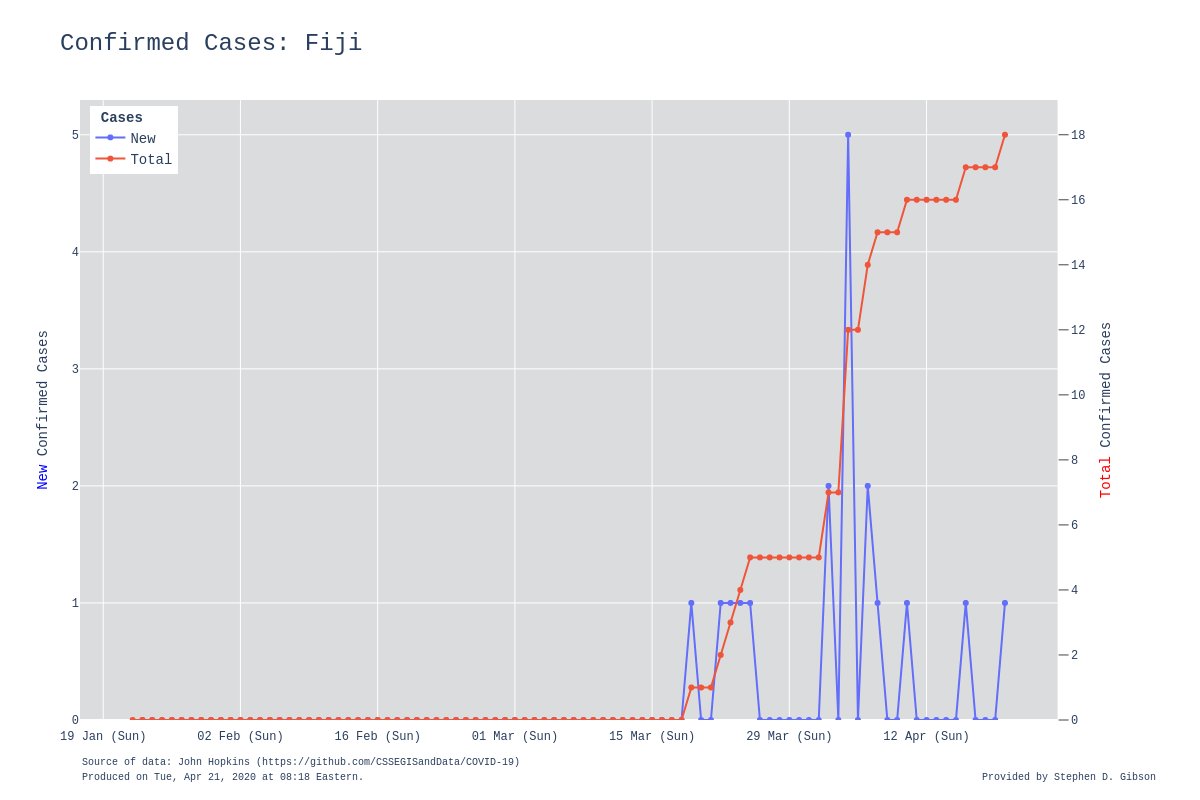 Confirmed Cases: Fiji
Cases
New
Total
5
4
3
2
1
0
18
16
14
12
10
8
6
4
2
0
New Confirmed Cases
Total Confirmed Cases
19 Jan (Sun)
02 Feb (Sun)
16 Feb (Sun)
01 Mar (Sun)
15 Mar (Sun)
29 Mar (Sun)
12 Apr (Sun)
Source of data: John Hopkins (https://github.com/CSSEGISandData/COVID-19)
Produced on Tue, Apr 21, 2020 at 08:18 Eastern.
Provided by Stephen D. Gibson